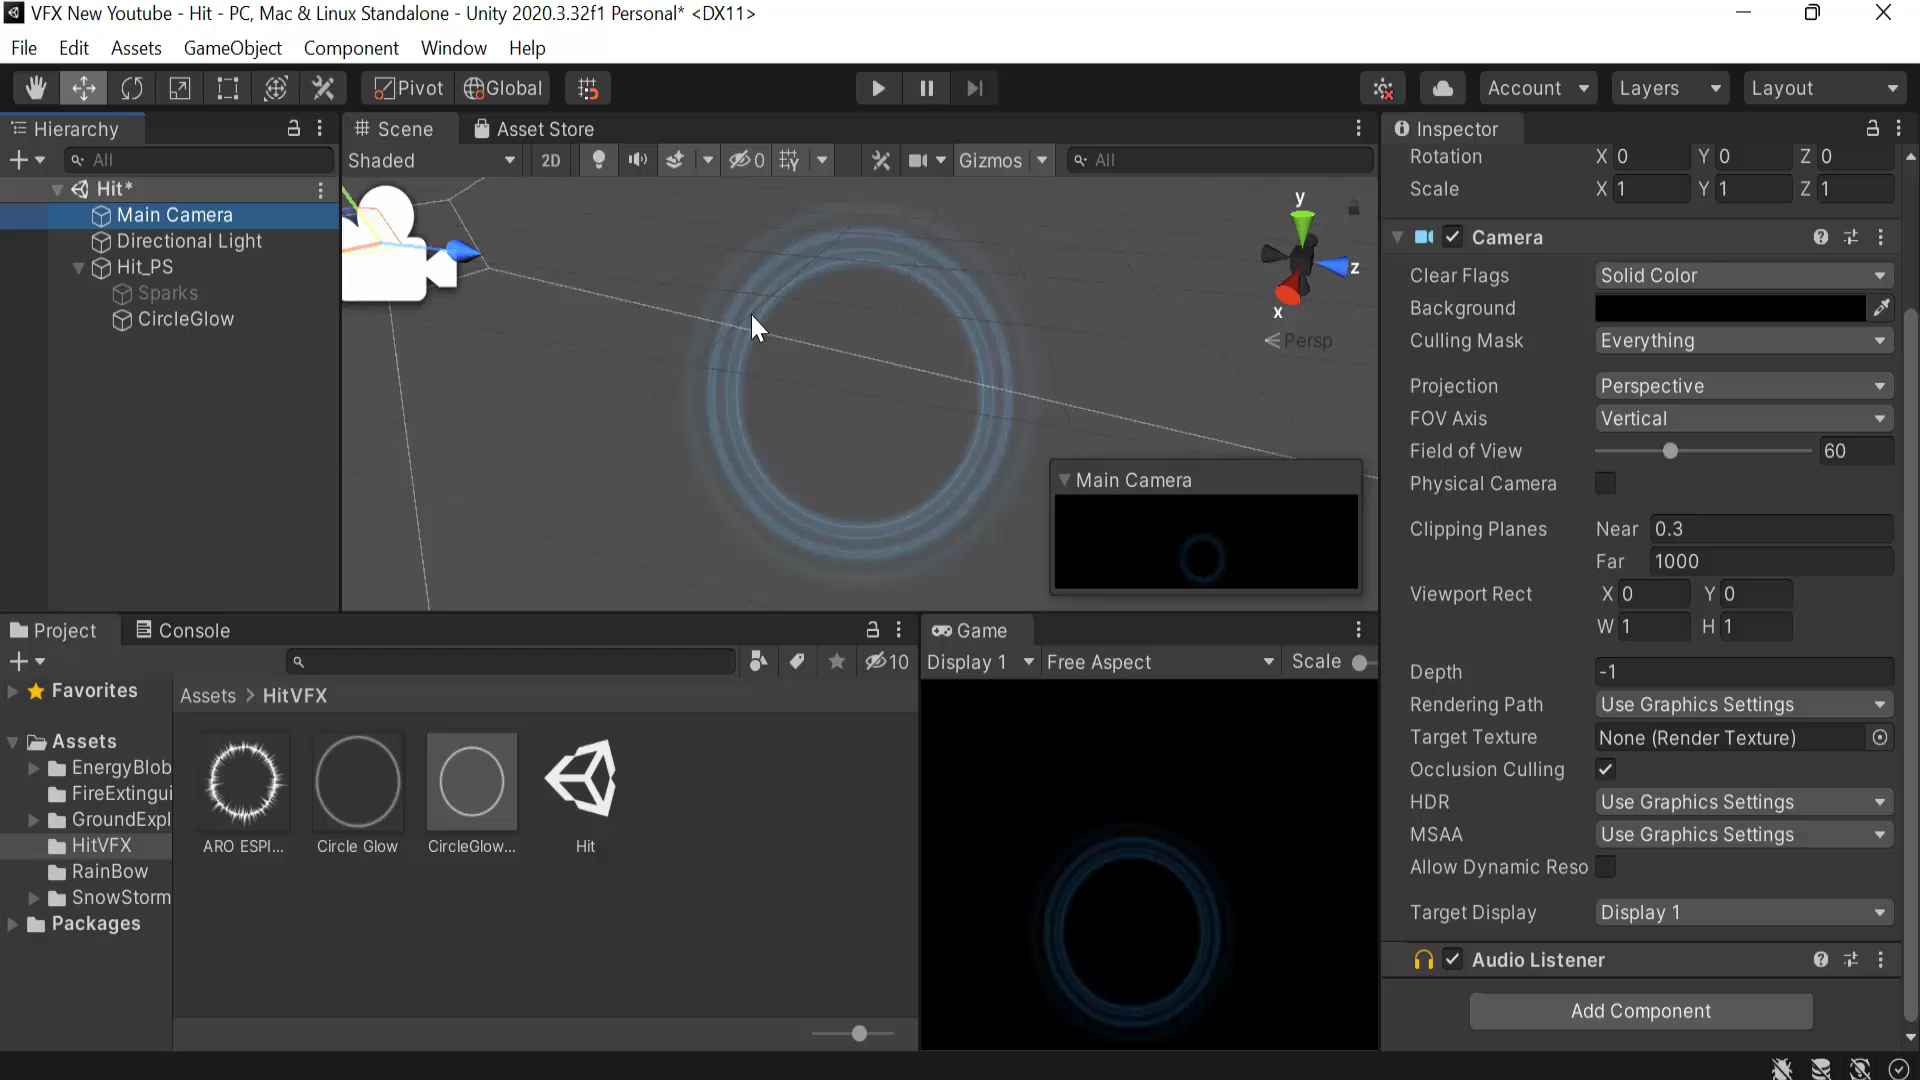 VFX New Youtube - Hit - PC, Mac & Linux Standalone - Unity 2020.3.32f1 Personal* <DX11>
File Edit Assets GameObject Component Window Help
Pivot Global Account Layers Layout
Hierarchy
All
Hit*
Main Camera
Directional Light
Hit_PS
Sparks
CircleGlow
Scene Asset Store
Shaded 2D 0 Gizmos All
y
z
x
Persp
Main Camera
Inspector
Rotation X 0 Y 0 Z 0
Scale X 1 Y 1 Z 1
Camera
Clear Flags Solid Color
Background
Culling Mask Everything
Projection Perspective
FOV Axis Vertical
Field of View 60
Physical Camera
Clipping Planes Near 0.3
Far 1000
Viewport Rect X 0 Y 0
W 1 H 1
Depth -1
Rendering Path Use Graphics Settings
Target Texture None (Render Texture)
Occlusion Culling
HDR Use Graphics Settings
MSAA Use Graphics Settings
Allow Dynamic Reso
Target Display Display 1
Audio Listener
Add Component
Project Console
10
Favorites
Assets
EnergyBlob
FireExtingui
GroundExpl
HitVFX
RainBow
SnowStorm
Packages
Assets > HitVFX
ARO ESPI... Circle Glow CircleGlow... Hit
Game
Display 1 Free Aspect Scale